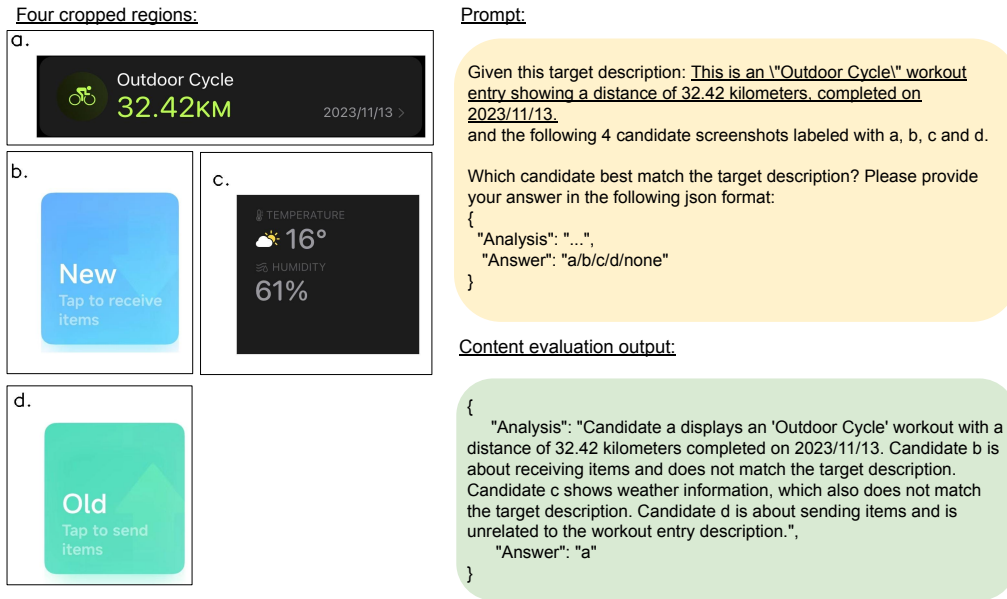 Four cropped regions:
a.
Outdoor Cycle
32.42KM
2023/11/13 >
b.
New
Tap to receive
items
c.
TEMPERATURE
16°
HUMIDITY
61%
d.
Old
Tap to send
items
Prompt:
Given this target description: This is an \"Outdoor Cycle\" workout
entry showing a distance of 32.42 kilometers, completed on
2023/11/13.
and the following 4 candidate screenshots labeled with a, b, c and d.
Which candidate best match the target description? Please provide
your answer in the following json format:
{
"Analysis": "...",
"Answer": "a/b/c/d/none"
}
Content evaluation output:
{
"Analysis": "Candidate a displays an 'Outdoor Cycle' workout with a
distance of 32.42 kilometers completed on 2023/11/13. Candidate b is
about receiving items and does not match the target description.
Candidate c shows weather information, which also does not match
the target description. Candidate d is about sending items and is
unrelated to the workout entry description.",
"Answer": "a"
}